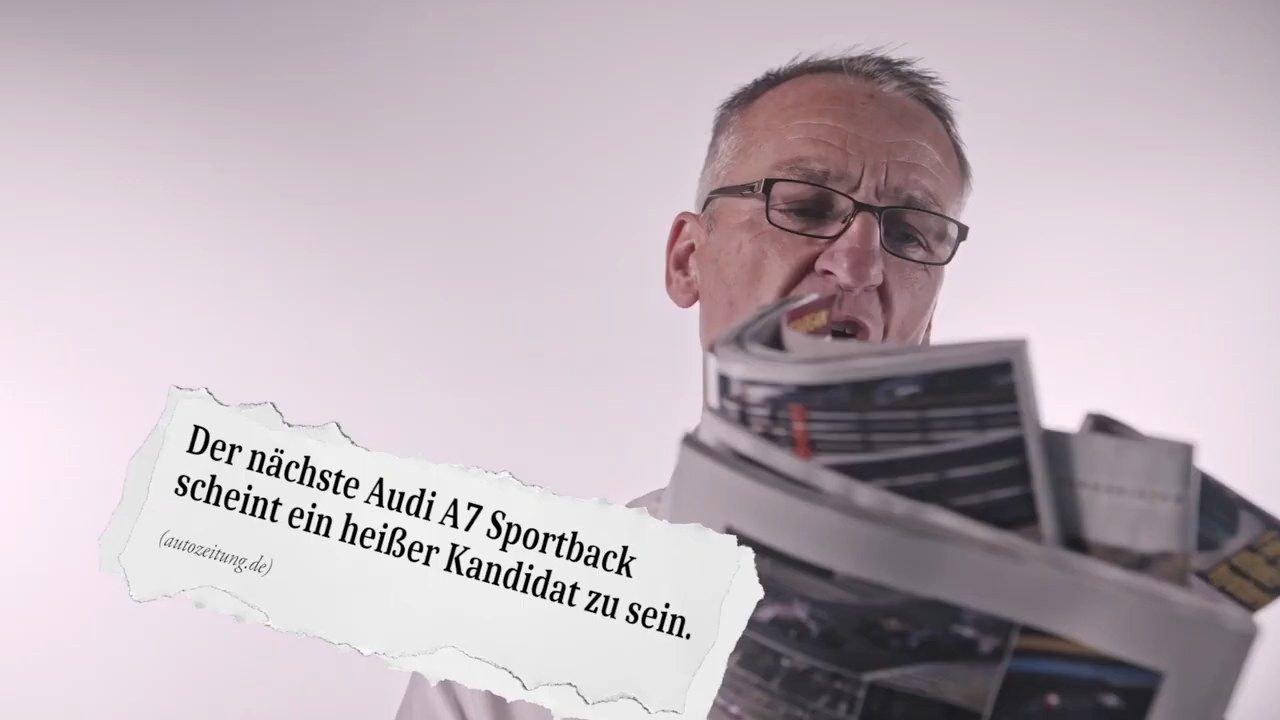 Der nächste Audi A7 Sportback
scheint ein heißer Kandidat zu sein.
(autozeitung.de)